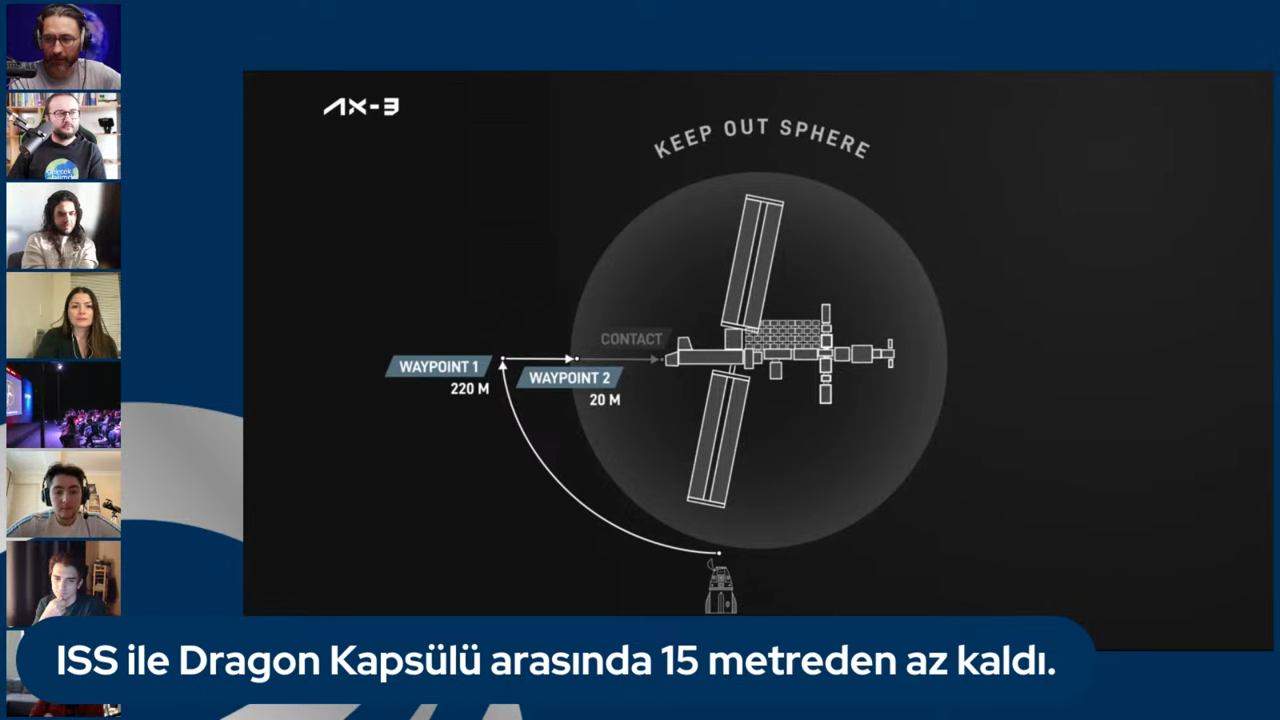 AX-3
KEEP OUT SPHERE
CONTACT
WAYPOINT 1
220 M
WAYPOINT 2
20 M
ISS ile Dragon Kapsülü arasında 15 metreden az kaldı.